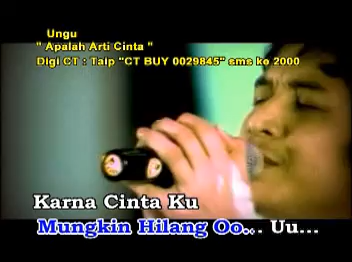 Ungu
" Apalah Arti Cinta "
Digi CT : Taip "CT BUY 0029845" sms ke 2000
Karna Cinta Ku
Mungkin Hilang Oo... Uu...